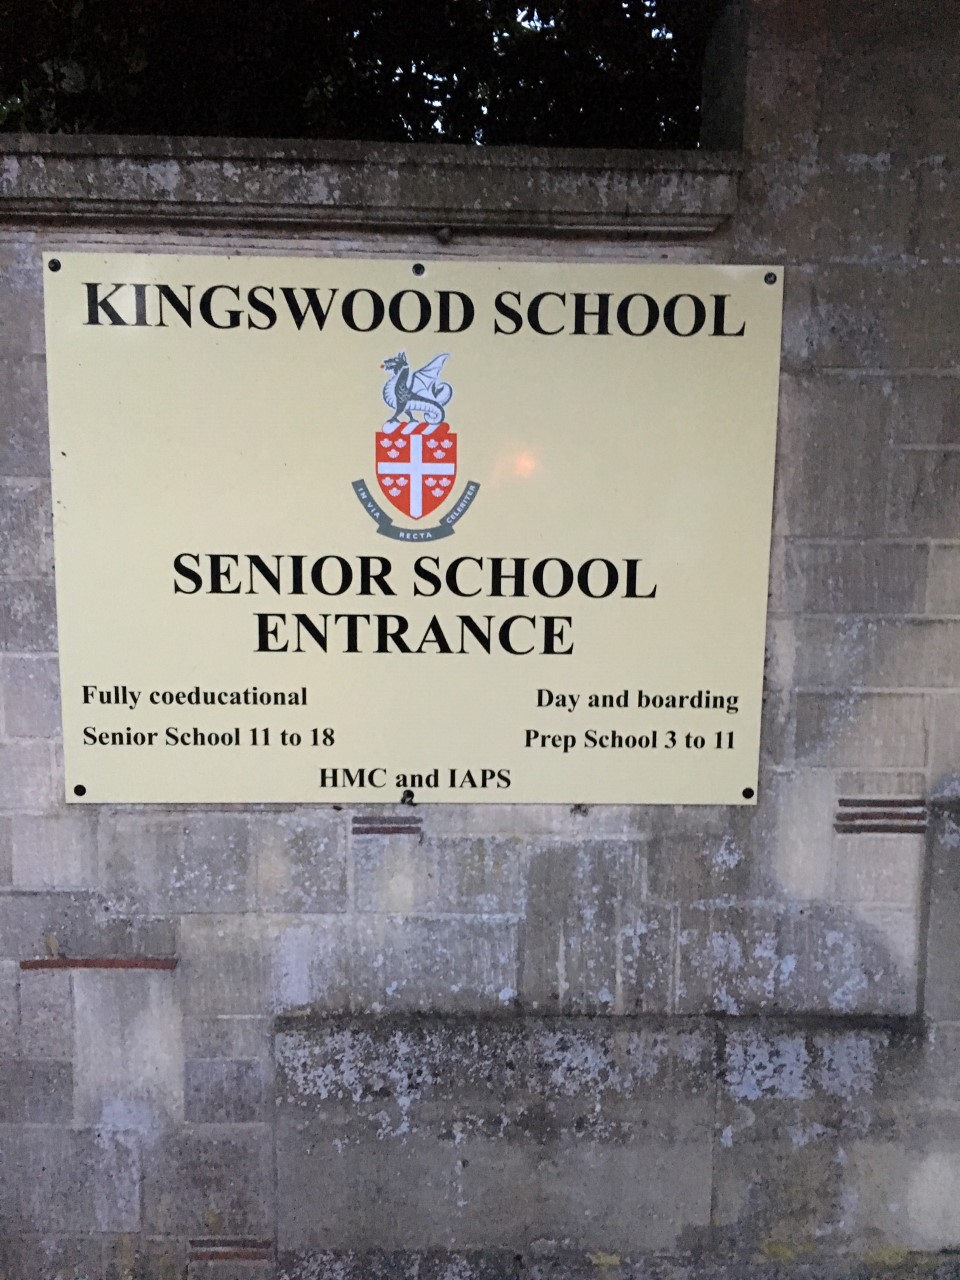 KINGSWOOD SCHOOL
IN VIA RECTA CELERITER
SENIOR SCHOOL
ENTRANCE
Fully coeducational Day and boarding
Senior School 11 to 18 Prep School 3 to 11
HMC and IAPS